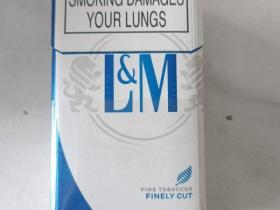 SMOKING DAMAGES
YOUR LUNGS
L&M
FINE TOBACCOS
FINELY CUT